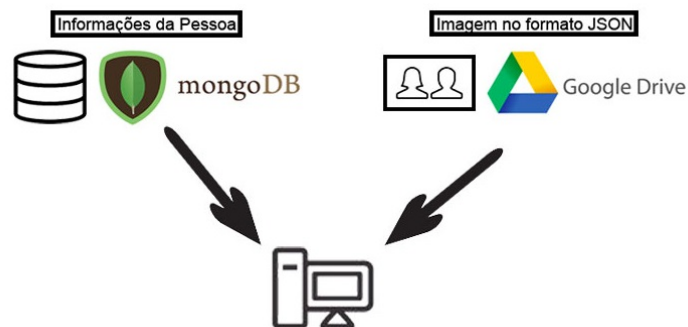 Informações da Pessoa
Imagem no formato JSON
mongoDB
Google Drive